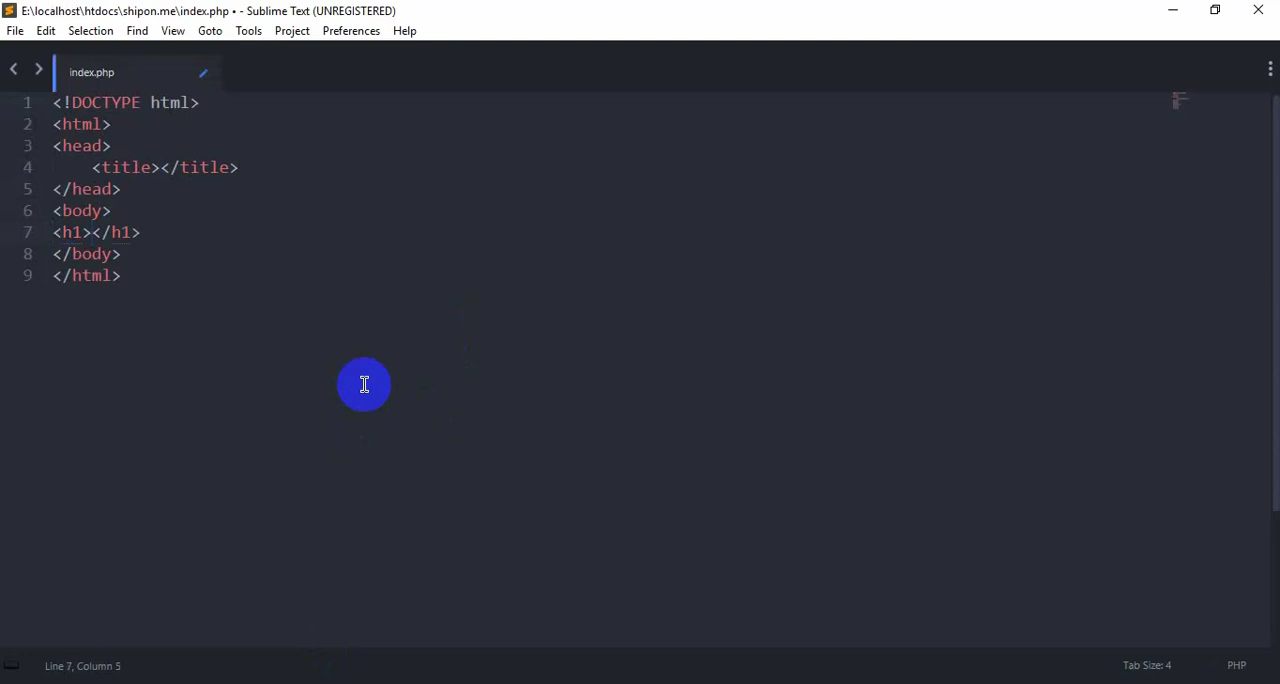 E:\localhost\htdocs\shipon.me\index.php • - Sublime Text (UNREGISTERED)
File Edit Selection Find View Goto Tools Project Preferences Help
index.php
1 <!DOCTYPE html>
2 <html>
3 <head>
4     <title></title>
5 </head>
6 <body>
7 <h1></h1>
8 </body>
9 </html>
Line 7, Column 5 Tab Size: 4 PHP